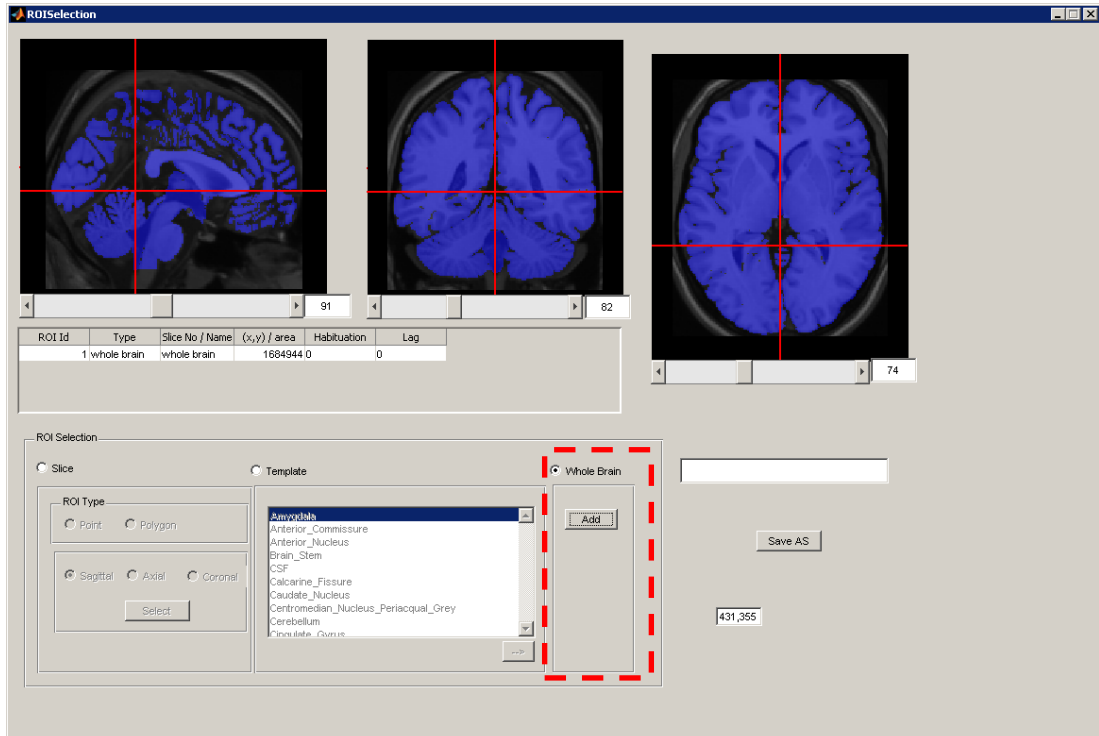 ROISelection
91
82
74
ROI Id Type Slice No / Name (x,y) / area Habituation Lag
1 whole brain whole brain 1684944 0 0
ROI Selection
Slice
Template
Whole Brain
ROI Type
Point Polygon
Sagittal Axial Coronal
Select
Amygdala
Anterior_Commissure
Anterior_Nucleus
Brain_Stem
CSF
Calcarine_Fissure
Caudate_Nucleus
Centromedian_Nucleus_Periacqual_Grey
Cerebellum
Cingulate_Gyrus
-->
Add
Save AS
431,355